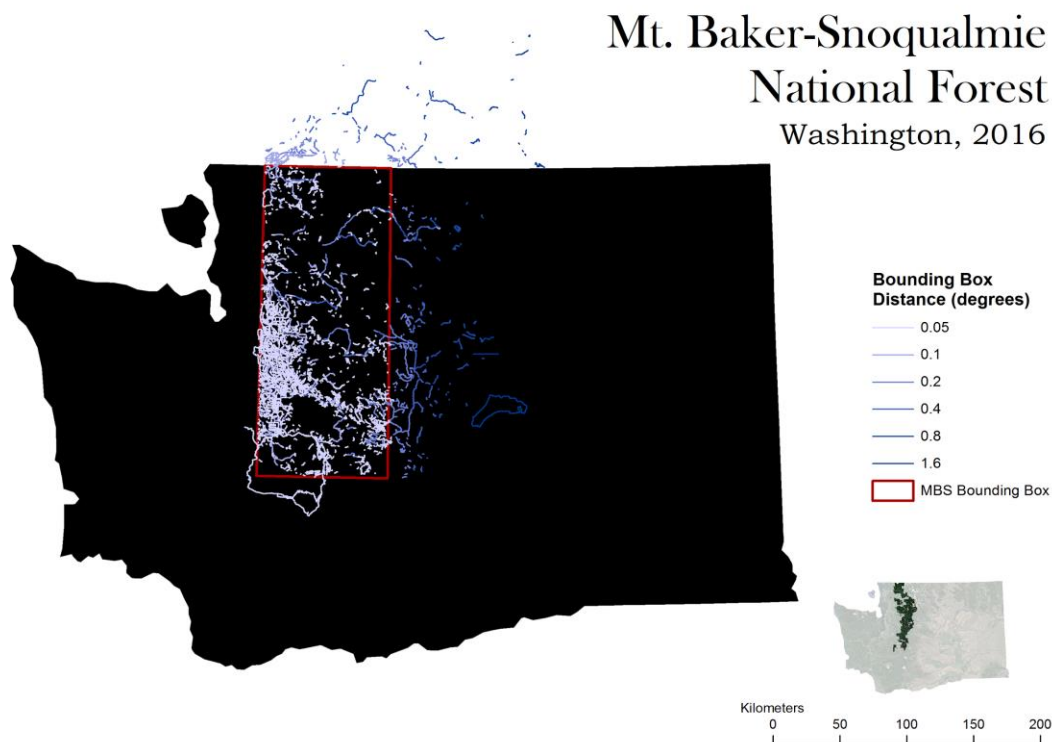 Mt. Baker-Snoqualmie
National Forest
Washington, 2016
Bounding Box
Distance (degrees)
0.05
0.1
0.2
0.4
0.8
1.6
MBS Bounding Box
Kilometers
0 50 100 150 200